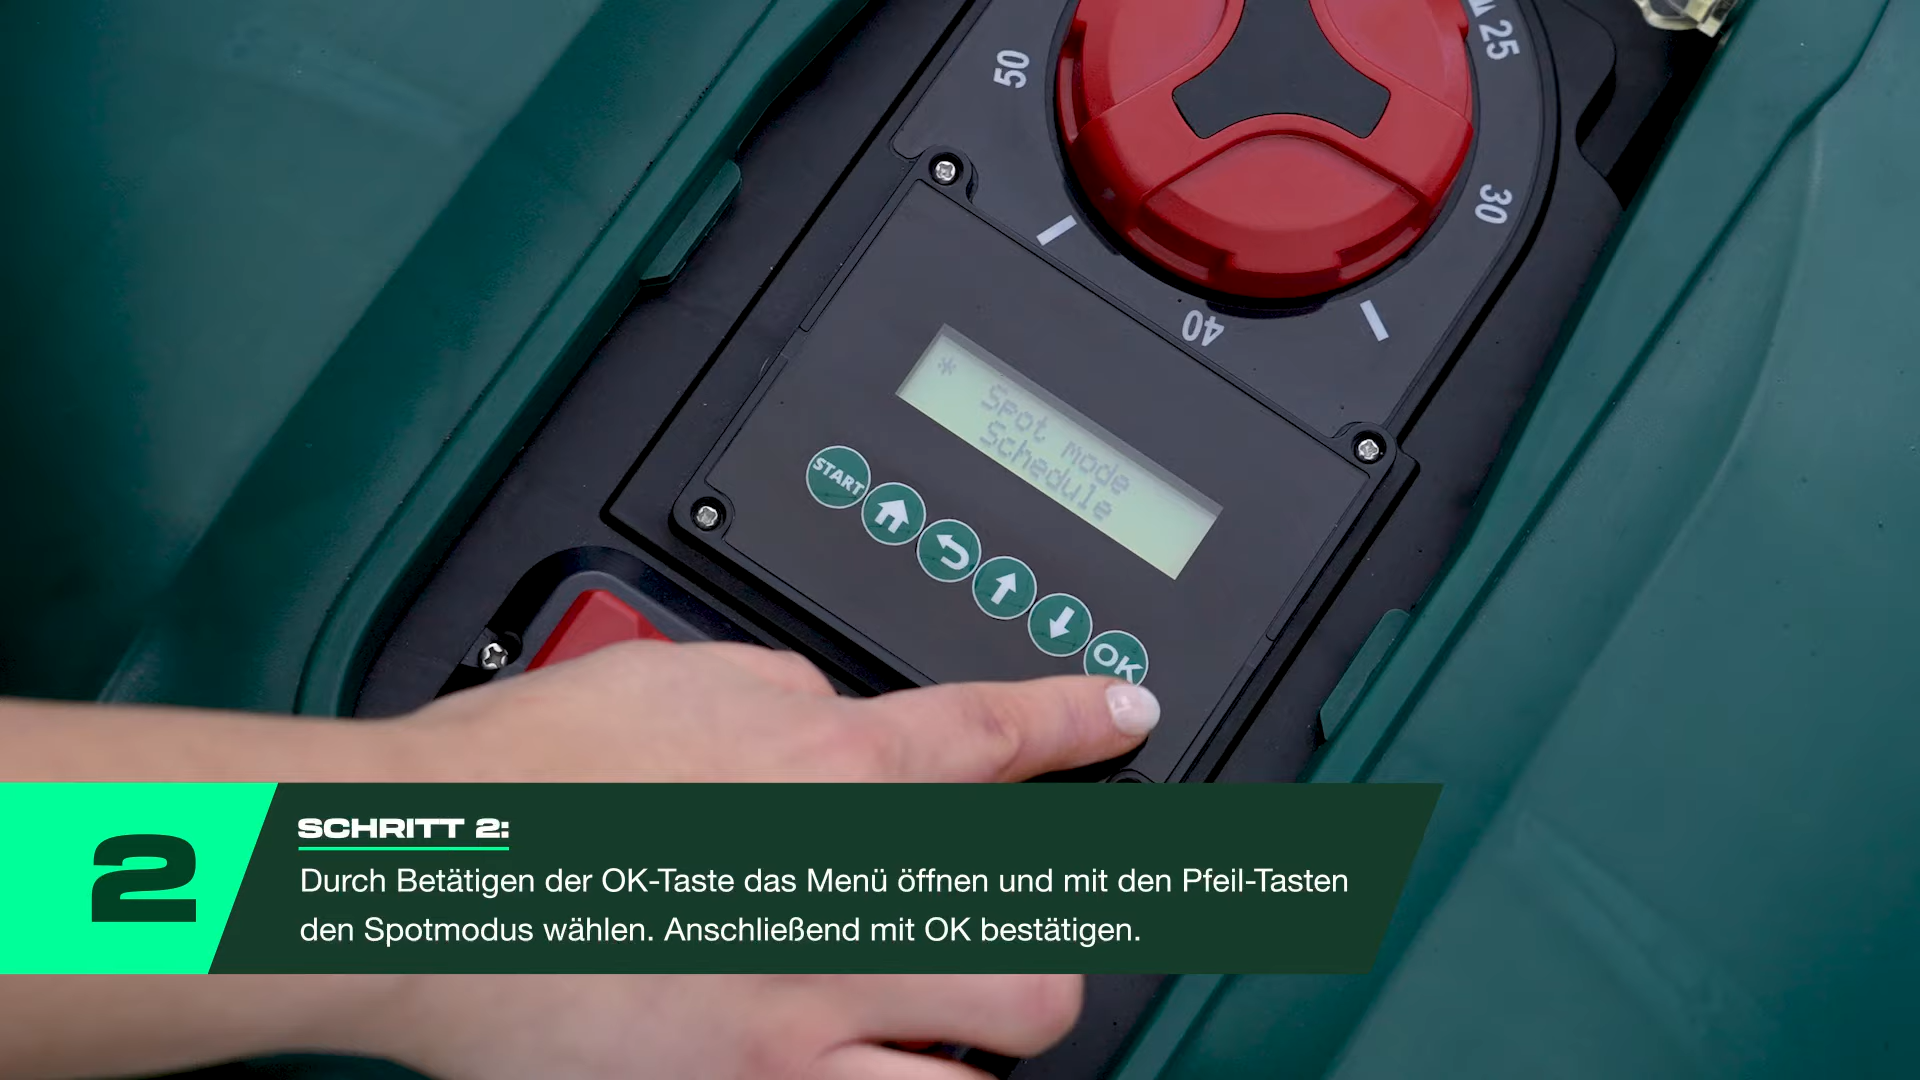 25
50
30
40
* Spot mode
Schedule
START
OK
2
SCHRITT 2:
Durch Betätigen der OK-Taste das Menü öffnen und mit den Pfeil-Tasten
den Spotmodus wählen. Anschließend mit OK bestätigen.